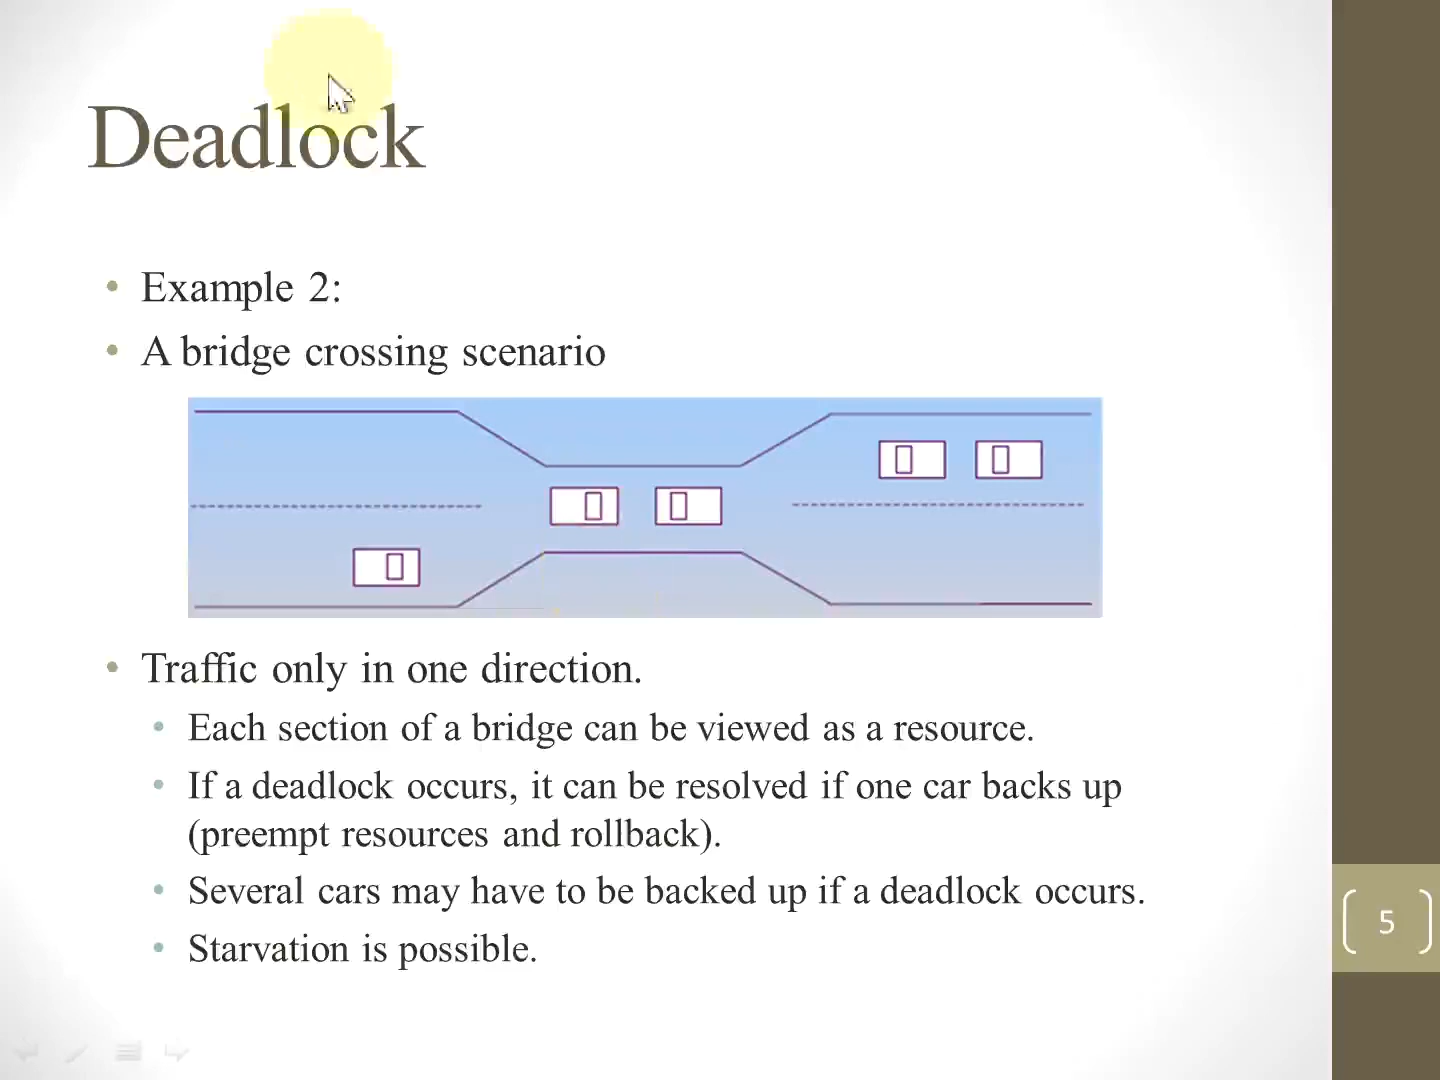 Deadlock
• Example 2:
• A bridge crossing scenario
• Traffic only in one direction.
• Each section of a bridge can be viewed as a resource.
• If a deadlock occurs, it can be resolved if one car backs up
(preempt resources and rollback).
• Several cars may have to be backed up if a deadlock occurs.
• Starvation is possible.
5